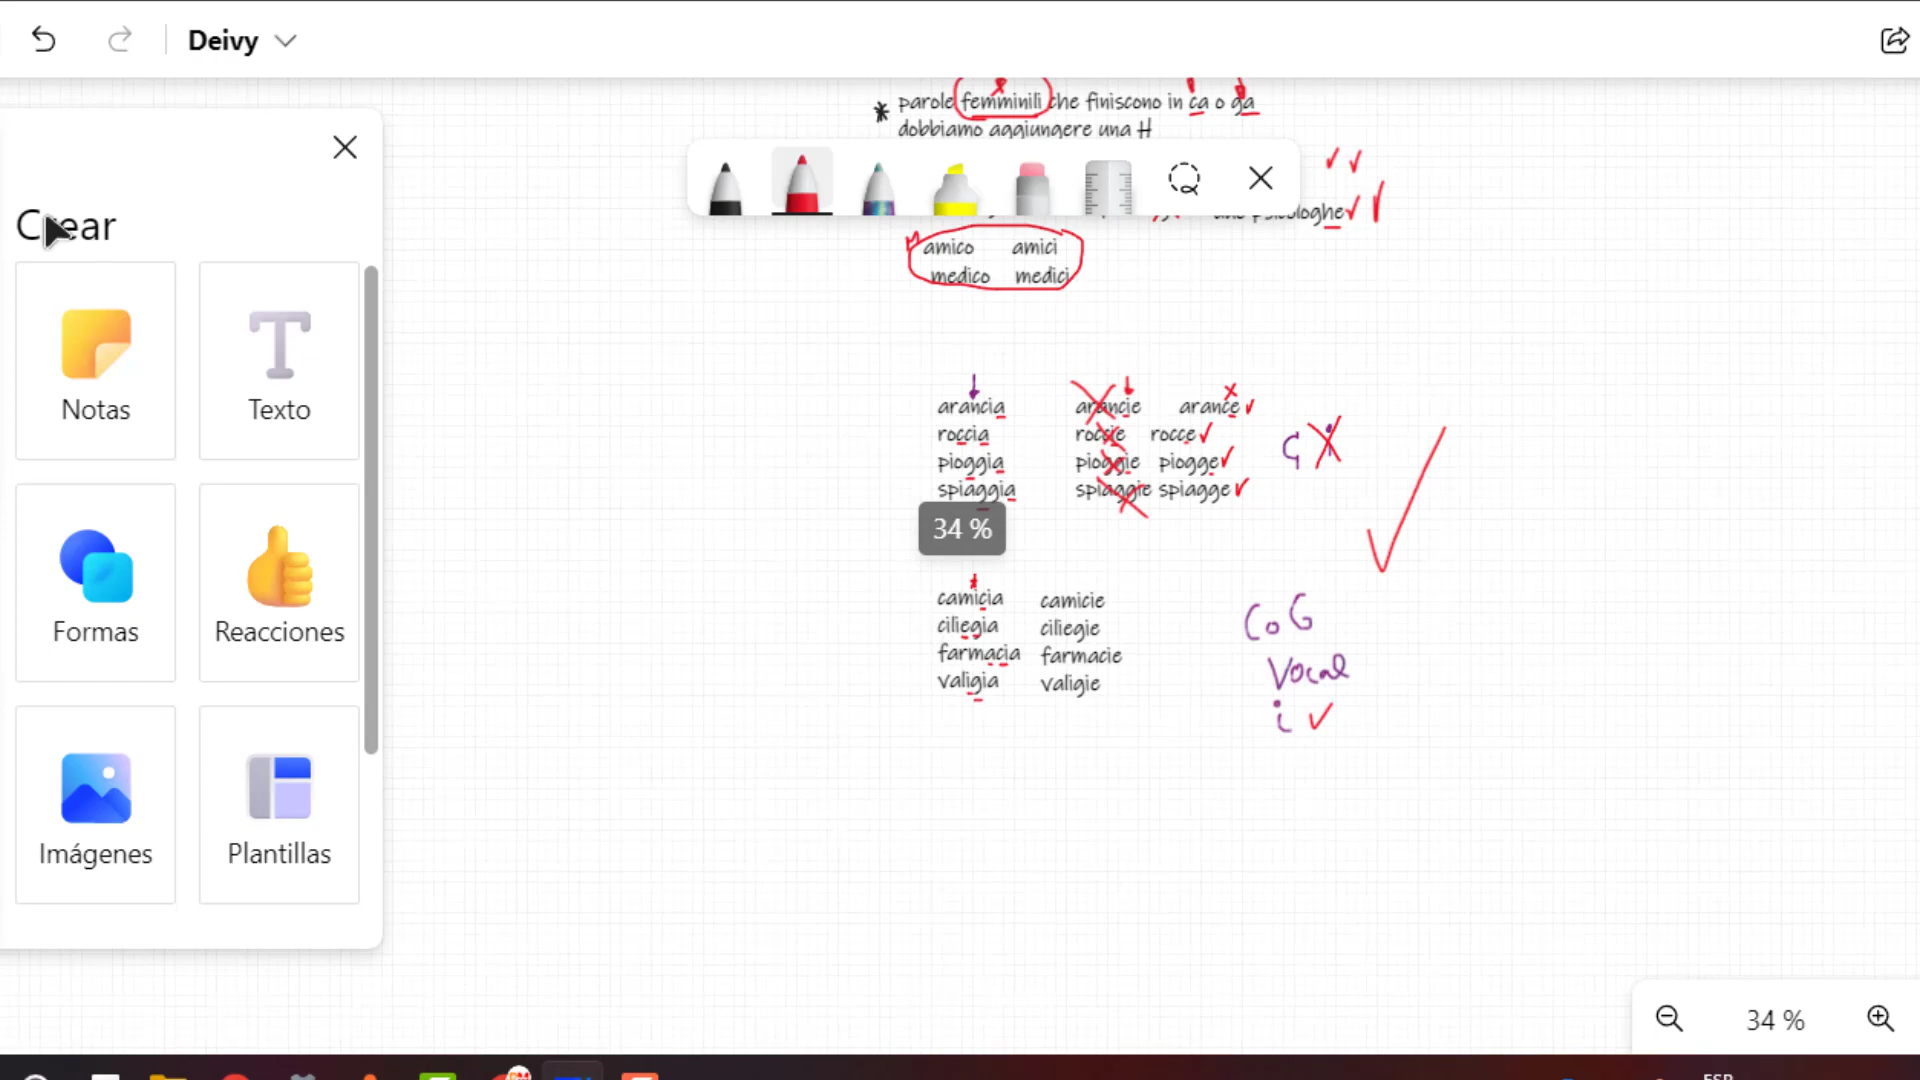 Deivy
* parole femminili che finiscono in ca o ga
dobbiamo aggiungere una H
psicologhe
amico amici
medico medici
Crear
Notas
Texto
Formas
Reacciones
Imágenes
Plantillas
arancia arancie arance
roccia roccie rocce
pioggia pioggie piogge
spiaggia spiaggie spiagge
34 %
camicia camicie
ciliegia ciliegie
farmacia farmacie
valigia valigie
C o G
Vocal
i
34 %